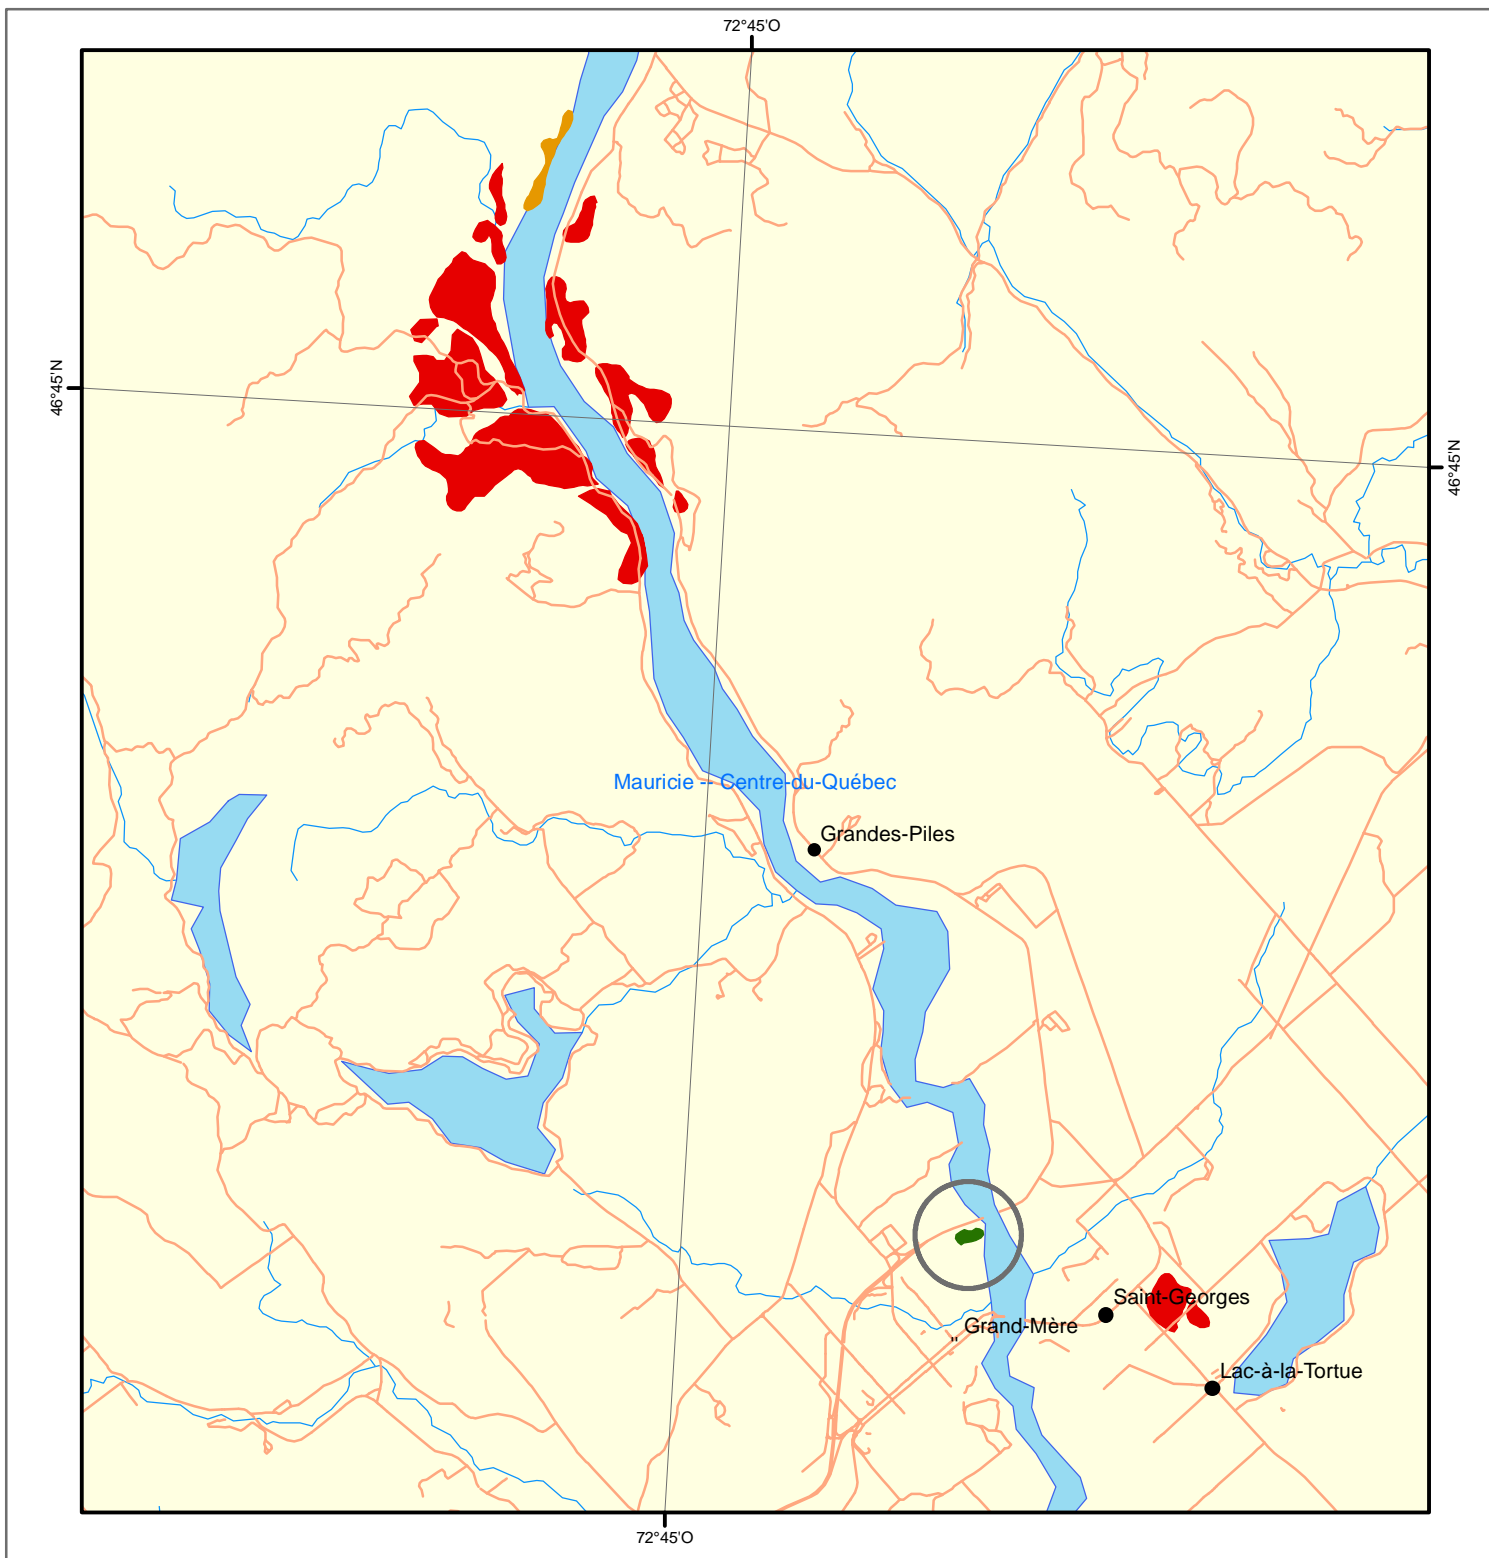 72°45'O
46°45'N
46°45'N
Mauricie -- Centre-du-Québec
Grandes-Piles
Saint-Georges
" Grand-Mère
Lac-à-la-Tortue
72°45'O